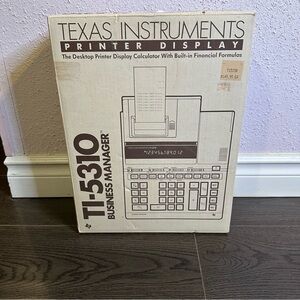 TEXAS INSTRUMENTS
PRINTER DISPLAY
The Desktop Printer Display Calculator With Built-in Financial Formulas
TI-5310
BUSINESS MANAGER